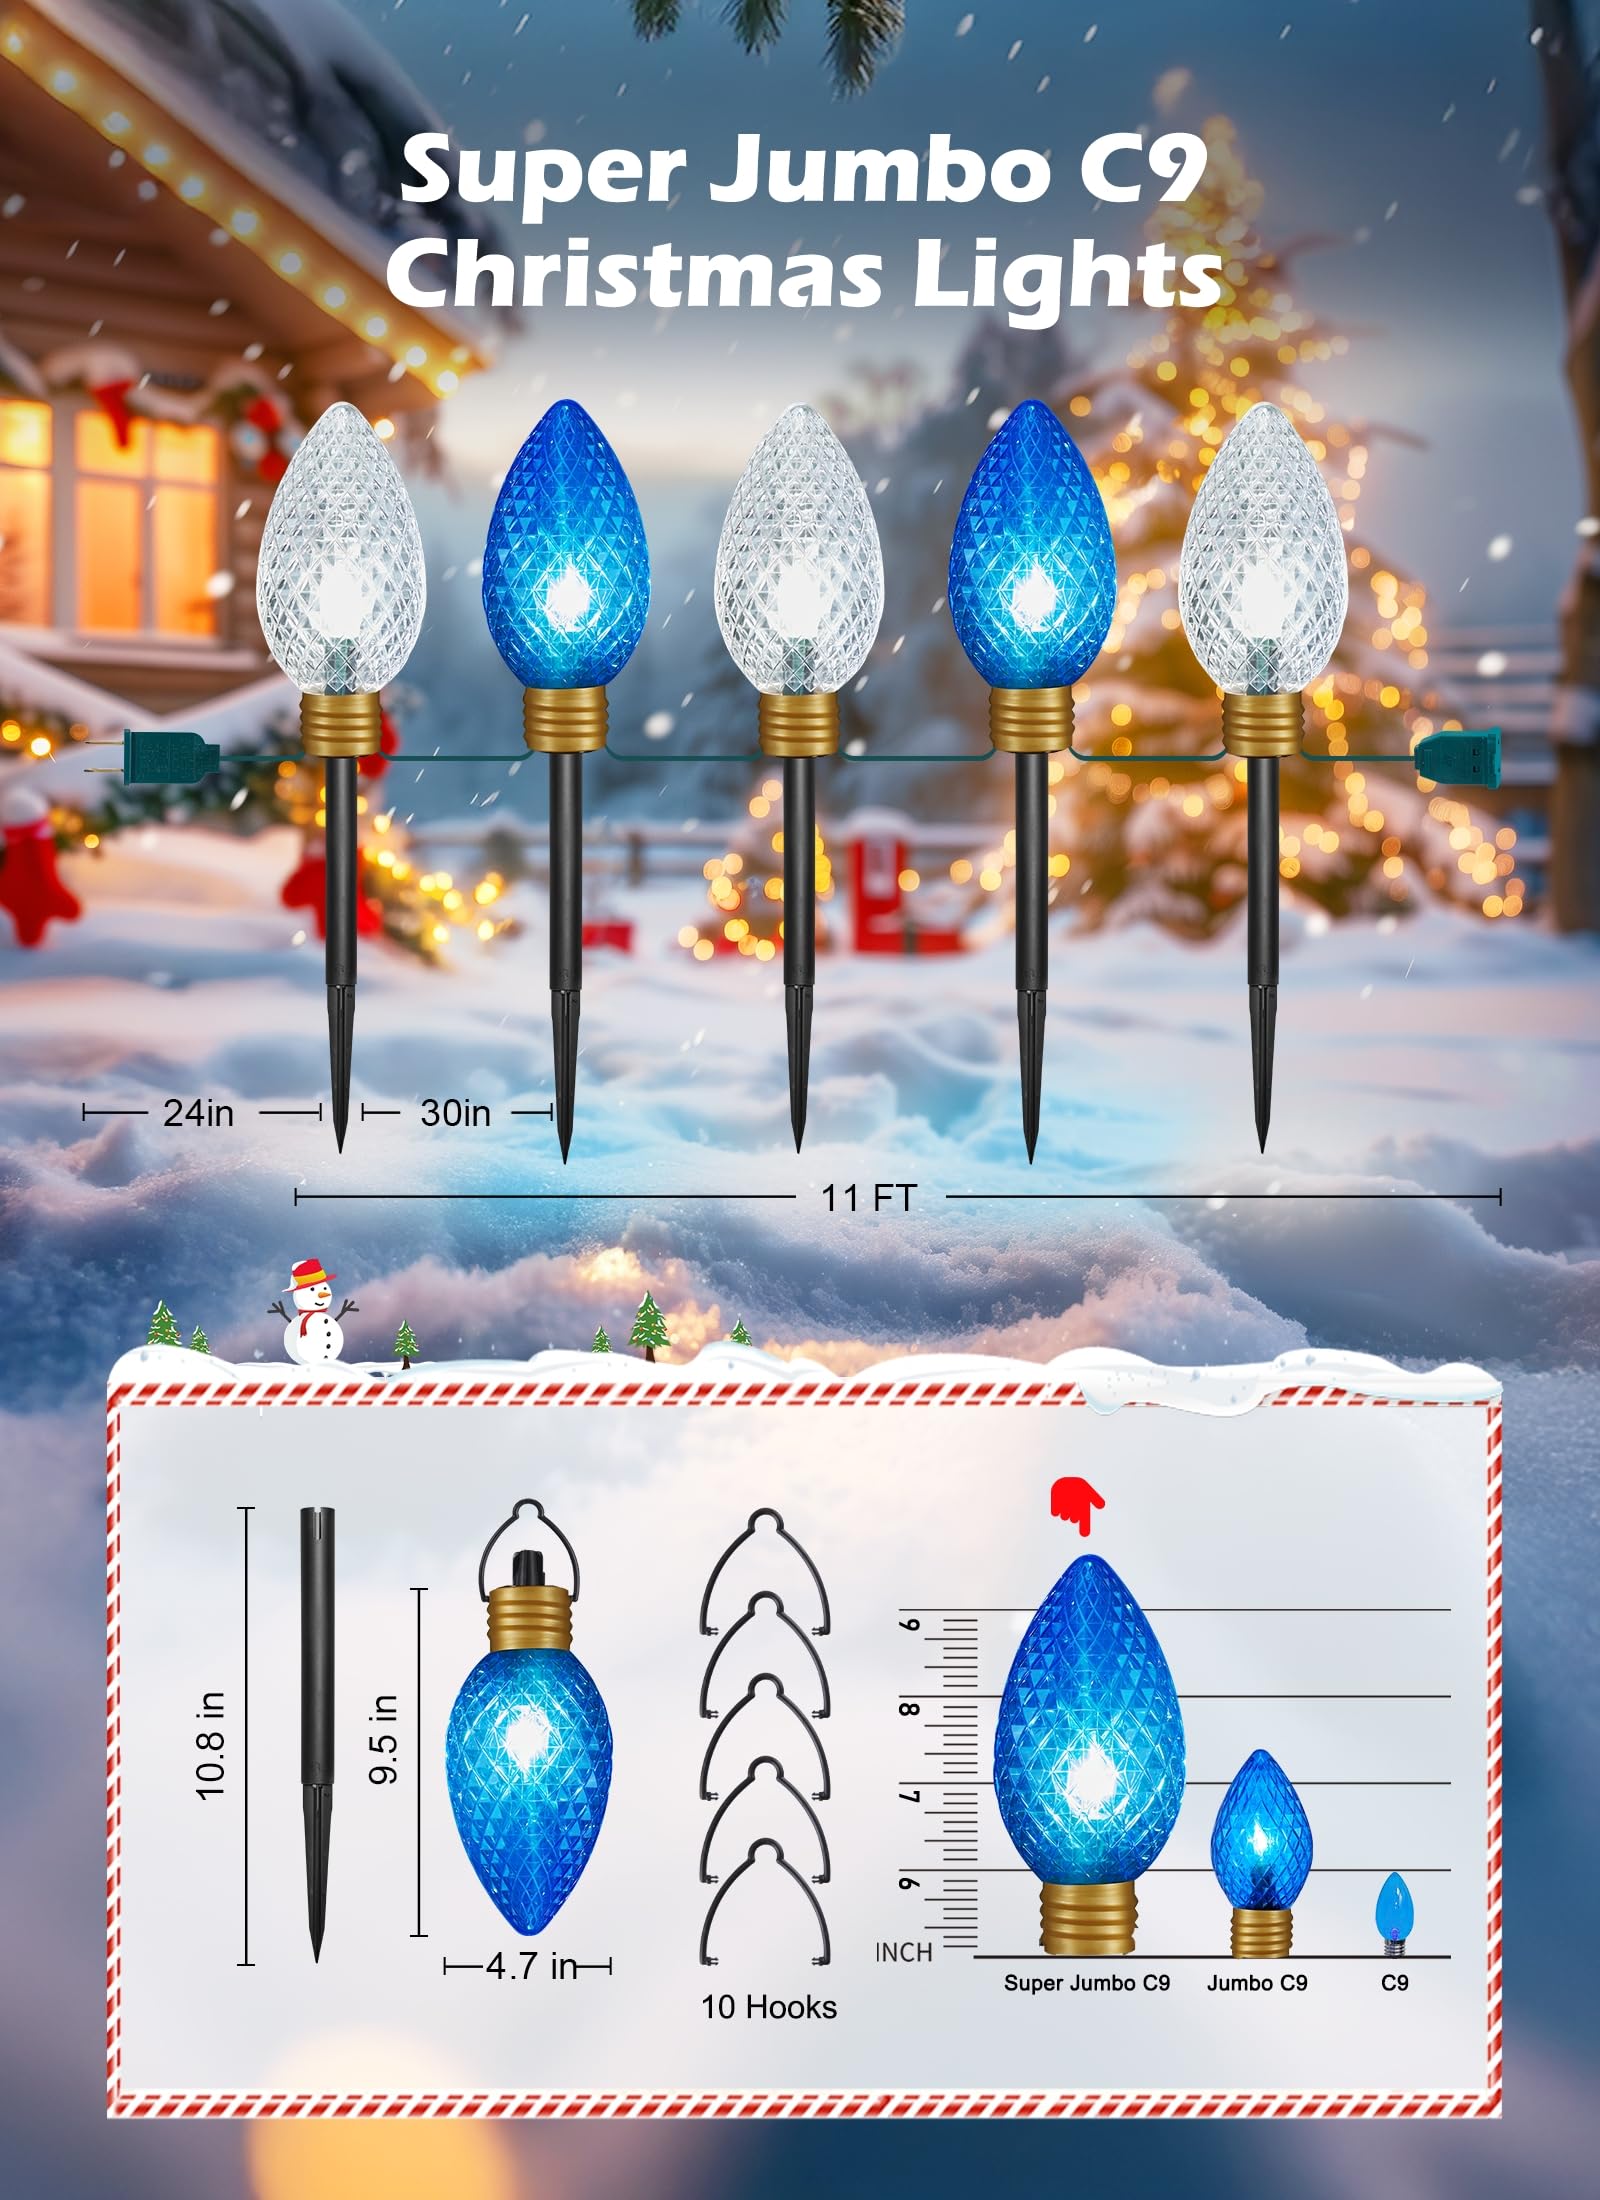 Super Jumbo C9
Christmas Lights
24in
30in
11 FT
10.8 in
9.5 in
4.7 in
10 Hooks
9
8
7
6
INCH
Super Jumbo C9
Jumbo C9
C9